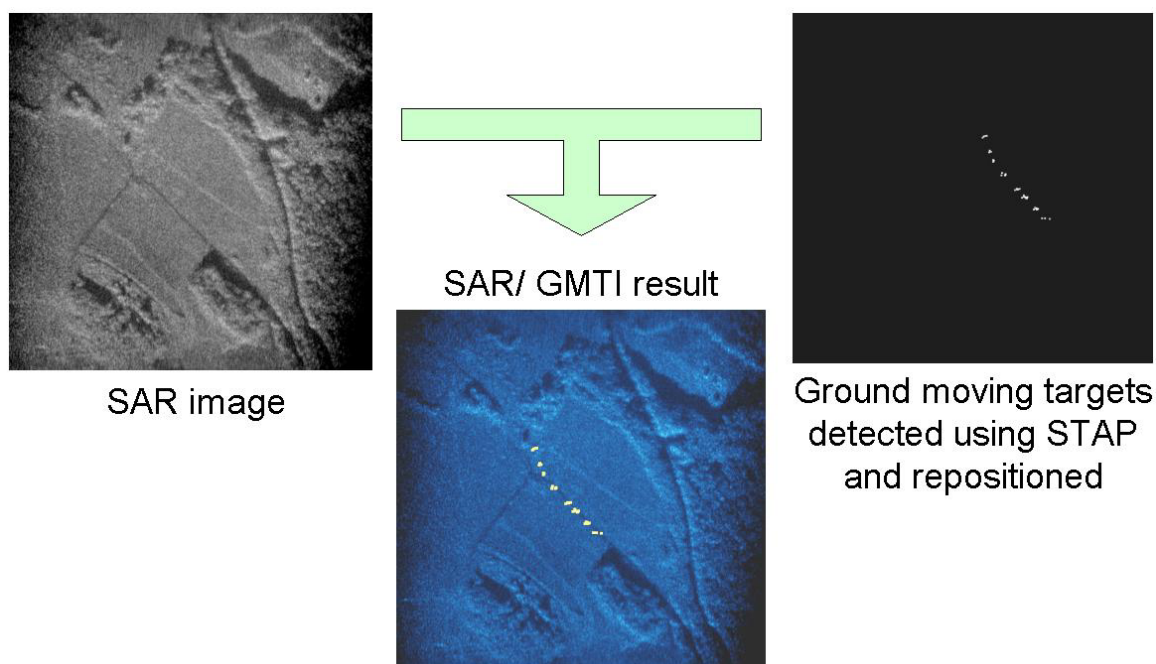 SAR/ GMTI result
SAR image
Ground moving targets
detected using STAP
and repositioned